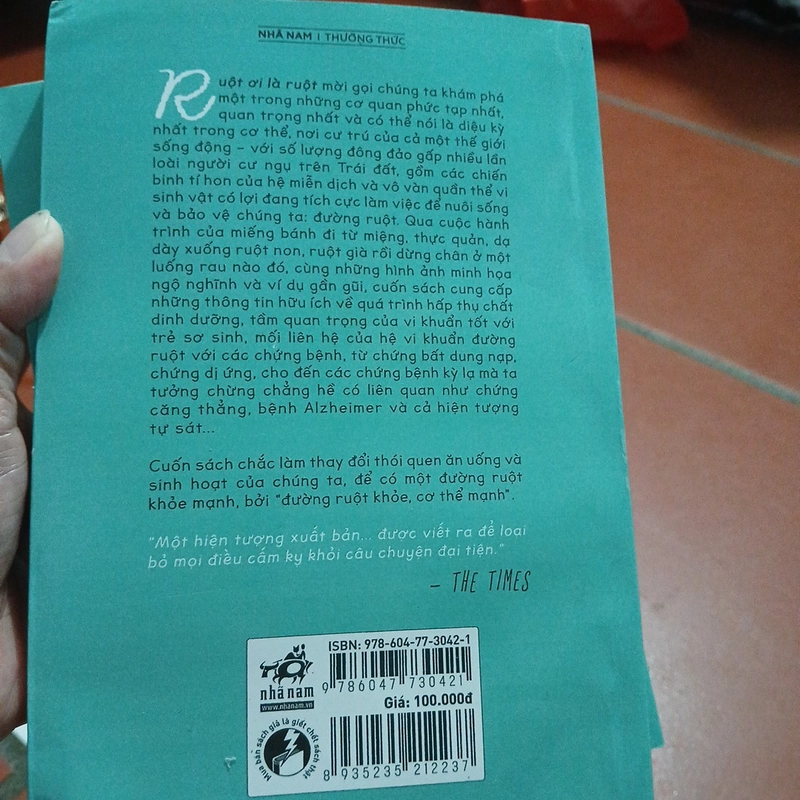 NHÃ NAM | THƯỜNG THỨC
Ruột ơi là ruột mời gọi chúng ta khám phá
một trong những cơ quan phức tạp nhất,
quan trọng nhất và có thể nói là diệu kỳ
nhất trong cơ thể, nơi cư trú của cả một thế giới
sống động – với số lượng đông đảo gấp nhiều lần
loài người cư ngụ trên Trái đất, gồm các chiến
binh tí hon của hệ miễn dịch và vô vàn quần thể vi
sinh vật có lợi đang tích cực làm việc để nuôi sống
và bảo vệ chúng ta: đường ruột. Qua cuộc hành
trình của miếng bánh đi từ miệng, thực quản, dạ
dày xuống ruột non, ruột già rồi dừng chân ở một
luống rau nào đó, cùng những hình ảnh minh họa
ngộ nghĩnh và ví dụ gần gũi, cuốn sách cung cấp
những thông tin hữu ích về quá trình hấp thụ chất
dinh dưỡng, tầm quan trọng của vi khuẩn tốt với
trẻ sơ sinh, mối liên hệ của hệ vi khuẩn đường
ruột với các chứng bệnh, từ chứng bất dung nạp,
chứng dị ứng, cho đến các chứng bệnh kỳ lạ mà ta
tưởng chừng chẳng hề có liên quan như chứng
căng thẳng, bệnh Alzheimer và cả hiện tượng
tự sát...
Cuốn sách chắc làm thay đổi thói quen ăn uống và
sinh hoạt của chúng ta, để có một đường ruột
khỏe mạnh, bởi "đường ruột khỏe, cơ thể mạnh".
"Một hiện tượng xuất bản... được viết ra để loại
bỏ mọi điều cấm kỵ khỏi câu chuyện đại tiện."
– THE TIMES
ISBN: 978-604-77-3042-1
9 786047 730421
nhã nam
www.nhanam.vn
Giá: 100.000đ
Mua bán sách giả là giết chết sách thật
8 935235 212237